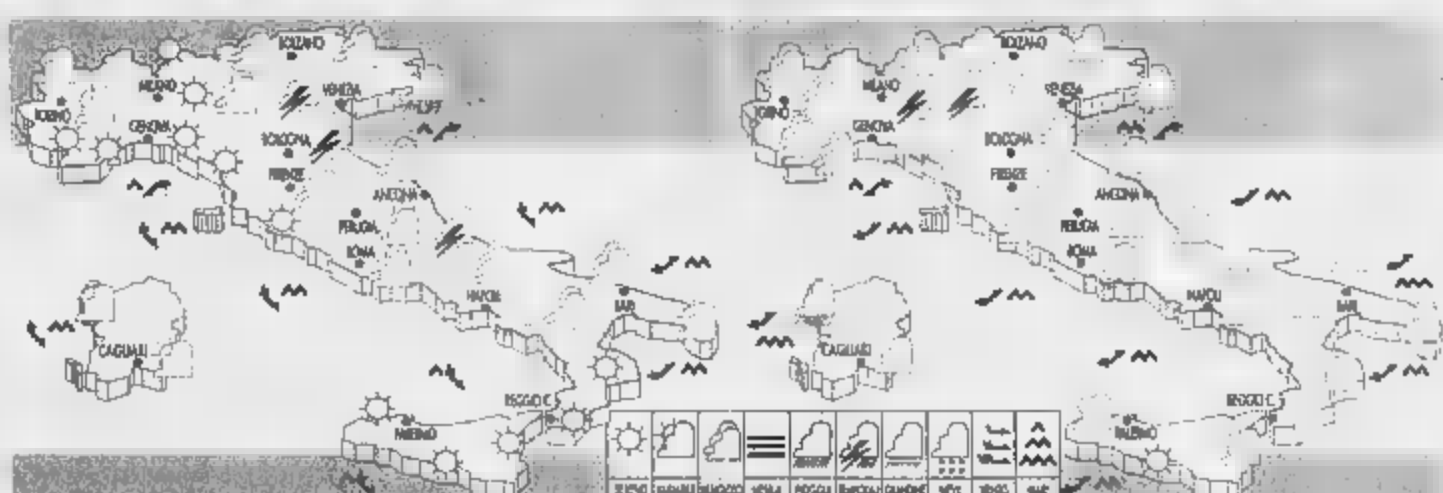 BOLZANO
MILANO
VENEZIA
TORINO
GENOVA
BOLOGNA
FIRENZE
ANCONA
PERUGIA
ROMA
NAPOLI
BARI
CAGLIARI
REGGIO C.
PALERMO
BOLZANO
MILANO
VENEZIA
TORINO
GENOVA
BOLOGNA
FIRENZE
ANCONA
PERUGIA
ROMA
NAPOLI
BARI
CAGLIARI
REGGIO C.
PALERMO